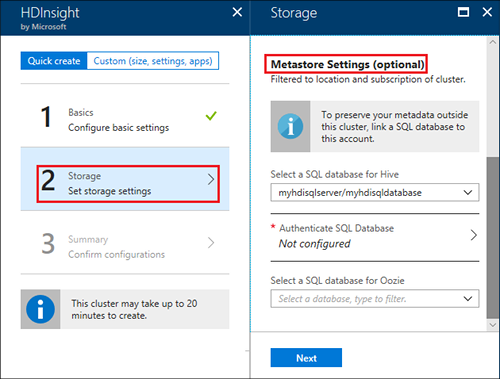 HDInsight
by Microsoft
Quick create
Custom (size, settings, apps)
1
Basics
Configure basic settings
2
Storage
Set storage settings
3
Summary
Confirm configurations
This cluster may take up to 20
minutes to create.
Storage
Metastore Settings (optional)
Filtered to location and subscription of cluster.
To preserve your metadata outside
this cluster, link a SQL database to
this account.
Select a SQL database for Hive
myhdisqlserver/myhdisqldatabase
* Authenticate SQL Database
Not configured
Select a SQL database for Oozie
Select a database, type to filter.
Next